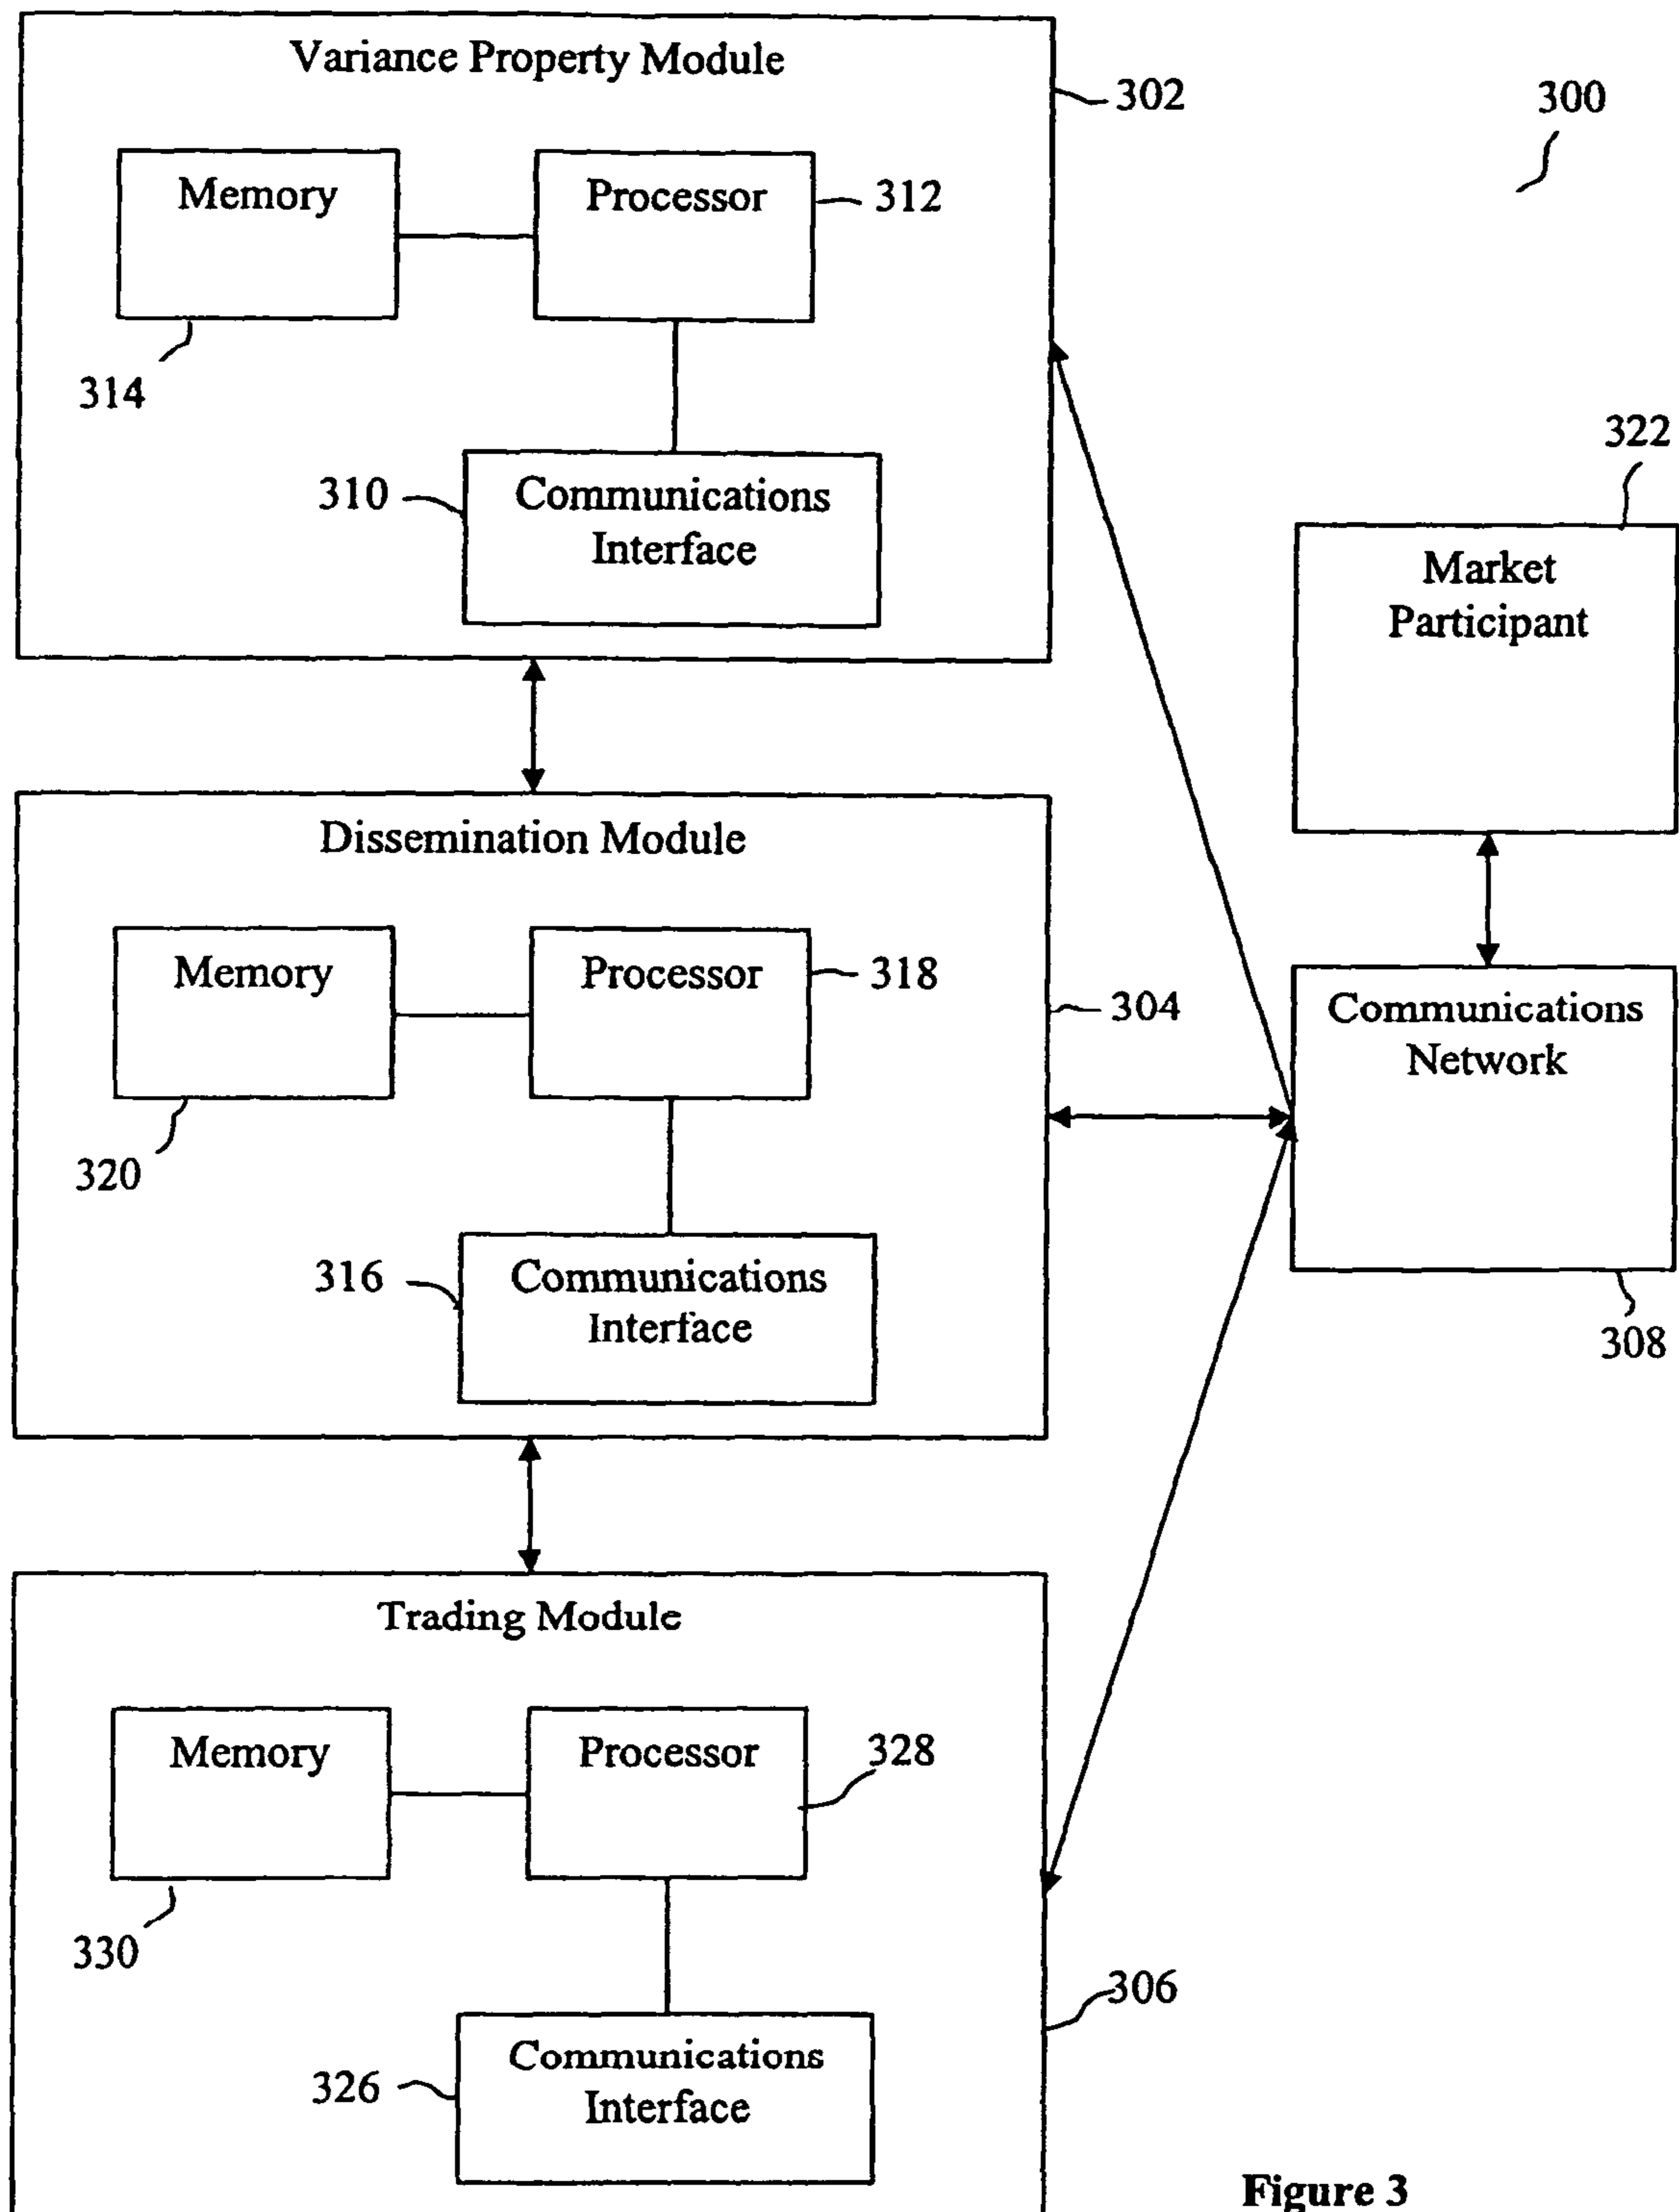 Variance Property Module
302
300
Memory
Processor
312
314
310
Communications
Interface
322
Market
Participant
Dissemination Module
Memory
Processor
318
304
Communications
Network
320
316
Communications
Interface
308
Trading Module
Memory
Processor
328
330
306
326
Communications
Interface
Figure 3